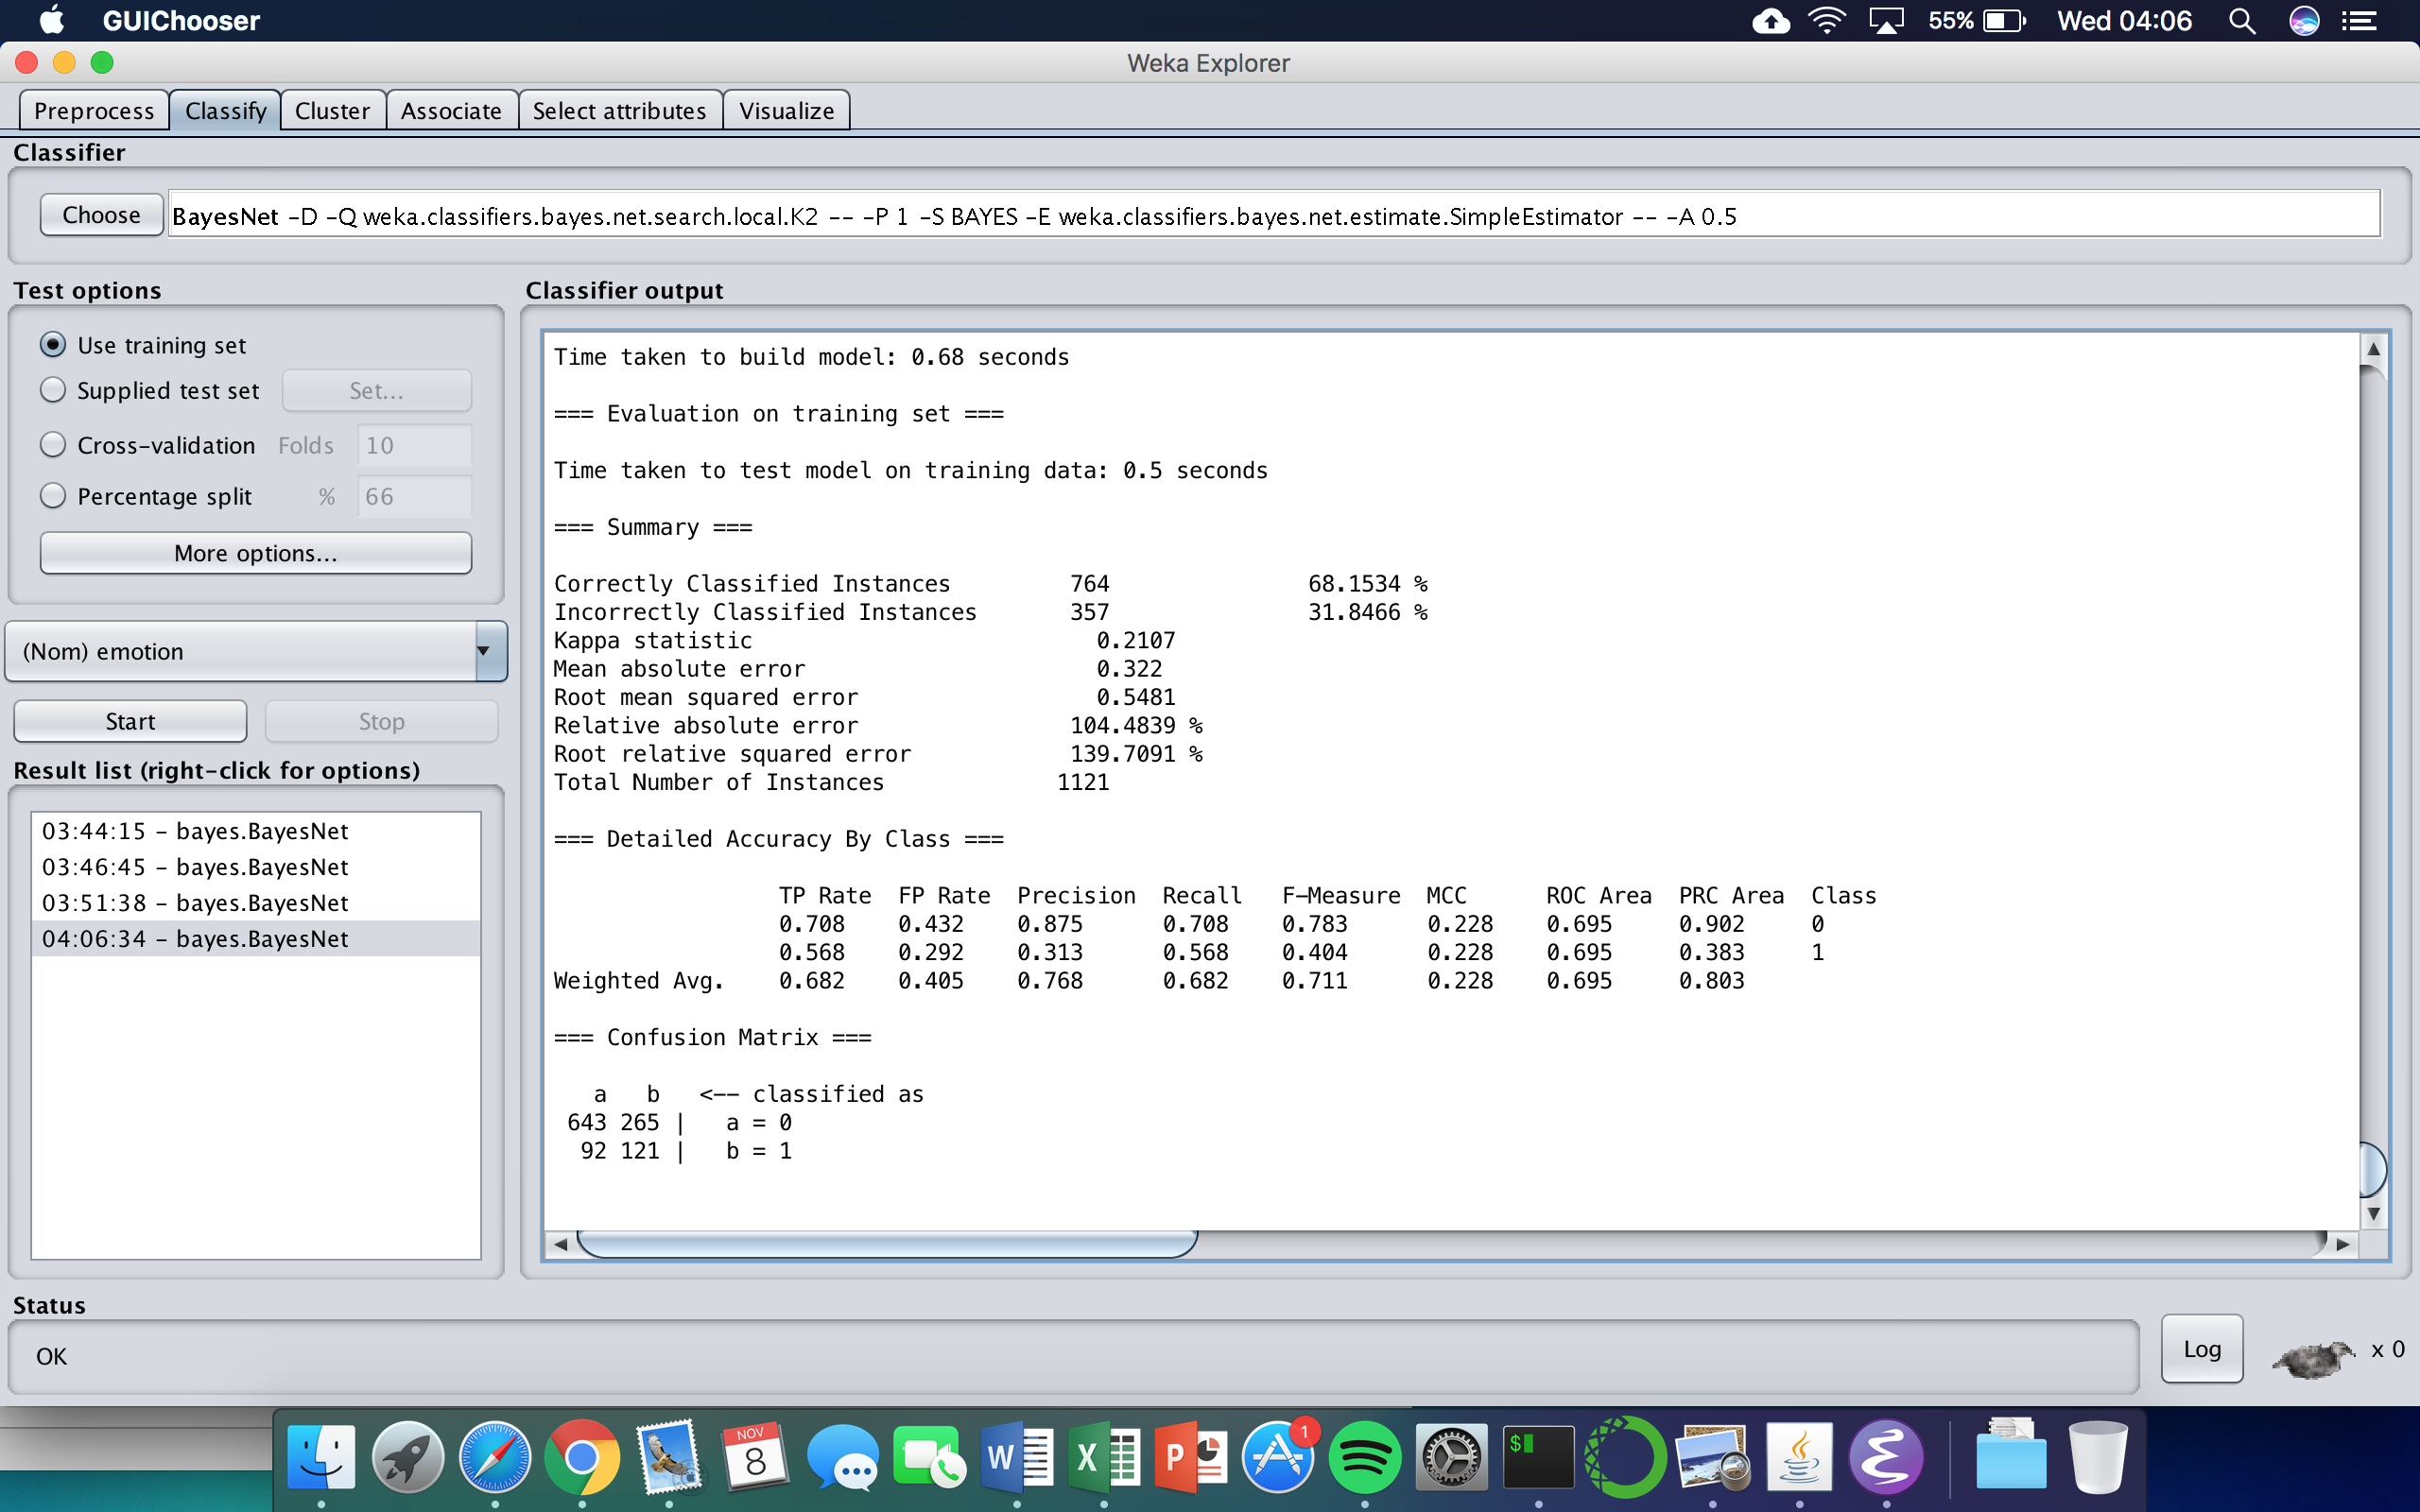 GUIChooser 55% Wed 04:06
Weka Explorer
Preprocess Classify Cluster Associate Select attributes Visualize
Classifier
Choose BayesNet -D -Q weka.classifiers.bayes.net.search.local.K2 -- -P 1 -S BAYES -E weka.classifiers.bayes.net.estimate.SimpleEstimator -- -A 0.5
Test options
Use training set
Supplied test set Set...
Cross-validation Folds 10
Percentage split % 66
More options...
(Nom) emotion
Start Stop
Result list (right-click for options)
03:44:15 - bayes.BayesNet
03:46:45 - bayes.BayesNet
03:51:38 - bayes.BayesNet
04:06:34 - bayes.BayesNet
Classifier output
Time taken to build model: 0.68 seconds
=== Evaluation on training set ===
Time taken to test model on training data: 0.5 seconds
=== Summary ===
Correctly Classified Instances 764 68.1534 %
Incorrectly Classified Instances 357 31.8466 %
Kappa statistic 0.2107
Mean absolute error 0.322
Root mean squared error 0.5481
Relative absolute error 104.4839 %
Root relative squared error 139.7091 %
Total Number of Instances 1121
=== Detailed Accuracy By Class ===
TP Rate FP Rate Precision Recall F-Measure MCC ROC Area PRC Area Class
0.708 0.432 0.875 0.708 0.783 0.228 0.695 0.902 0
0.568 0.292 0.313 0.568 0.404 0.228 0.695 0.383 1
Weighted Avg. 0.682 0.405 0.768 0.682 0.711 0.228 0.695 0.803
=== Confusion Matrix ===
a b <-- classified as
643 265 | a = 0
92 121 | b = 1
Status
OK
Log x 0
NOV
8
W X P 1 $